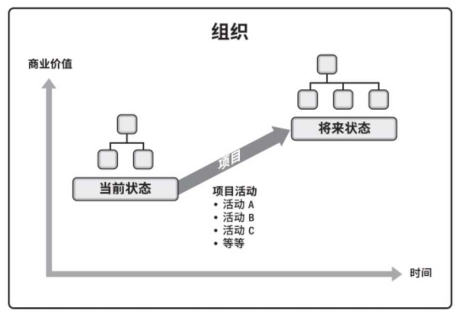 组织
商业价值
将来状态
项目
当前状态
项目活动
• 活动 A
• 活动 B
• 活动 C
• 等等
时间